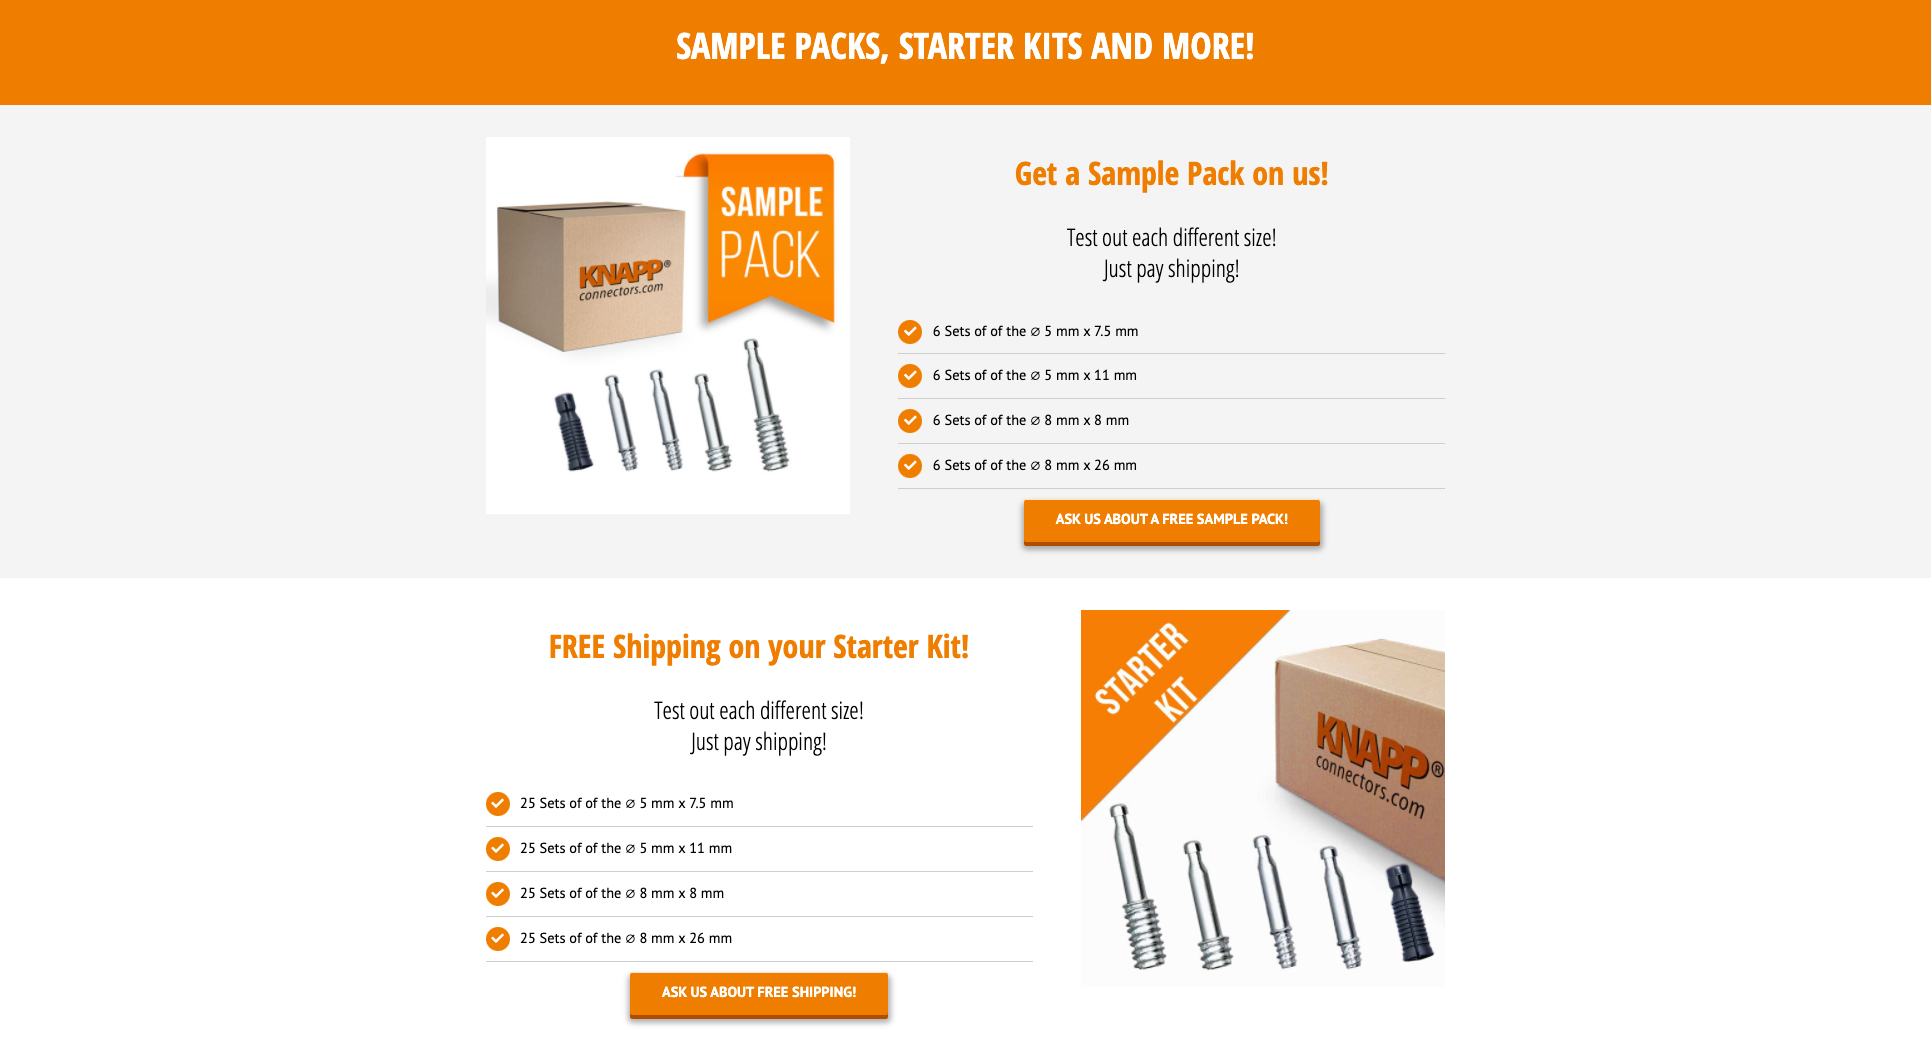 SAMPLE PACKS, STARTER KITS AND MORE!
SAMPLE
PACK
KNAPP®
connectors.com
Get a Sample Pack on us!
Test out each different size!
Just pay shipping!
6 Sets of of the ∅ 5 mm x 7.5 mm
6 Sets of of the ∅ 5 mm x 11 mm
6 Sets of of the ∅ 8 mm x 8 mm
6 Sets of of the ∅ 8 mm x 26 mm
ASK US ABOUT A FREE SAMPLE PACK!
FREE Shipping on your Starter Kit!
Test out each different size!
Just pay shipping!
25 Sets of of the ∅ 5 mm x 7.5 mm
25 Sets of of the ∅ 5 mm x 11 mm
25 Sets of of the ∅ 8 mm x 8 mm
25 Sets of of the ∅ 8 mm x 26 mm
ASK US ABOUT FREE SHIPPING!
STARTER
KIT
KNAPP®
connectors.com